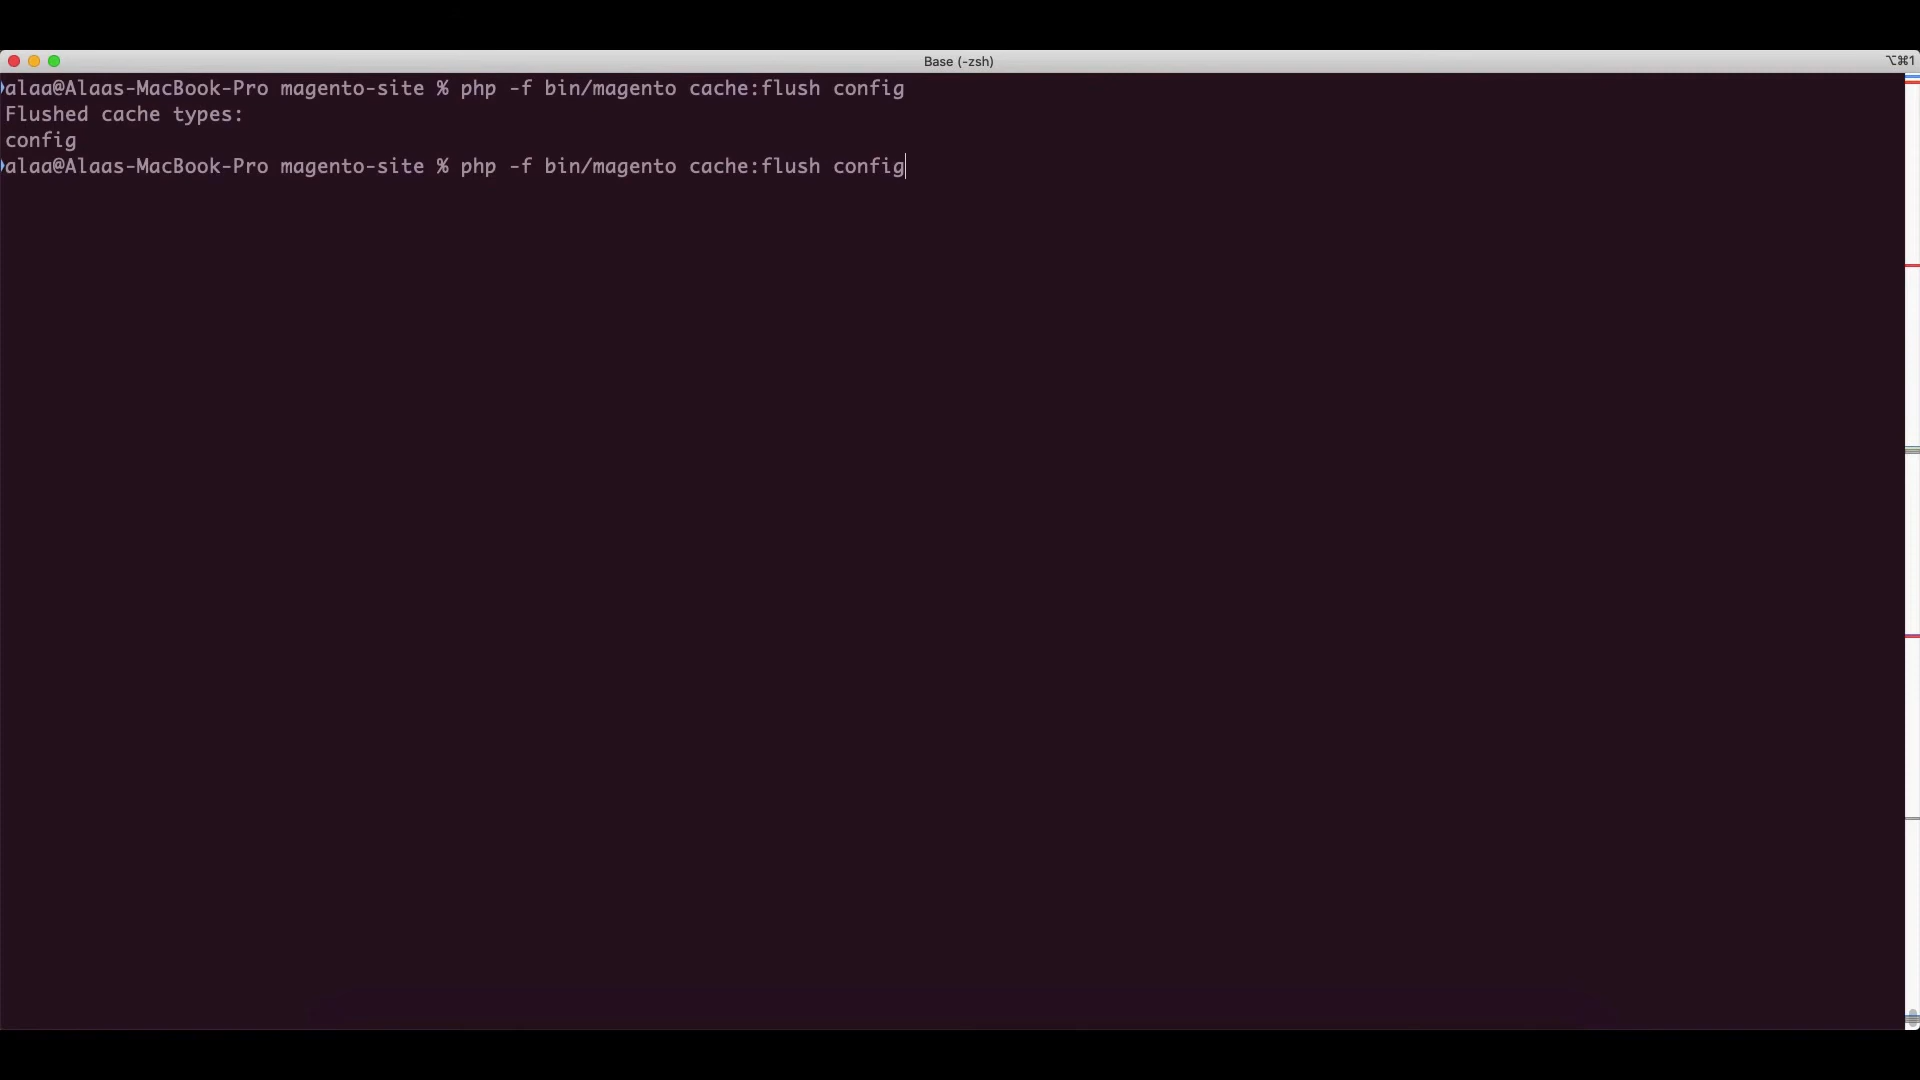 Base (-zsh)
⌥⌘1
alaa@Alaas-MacBook-Pro magento-site % php -f bin/magento cache:flush config
Flushed cache types:
config
alaa@Alaas-MacBook-Pro magento-site % php -f bin/magento cache:flush config